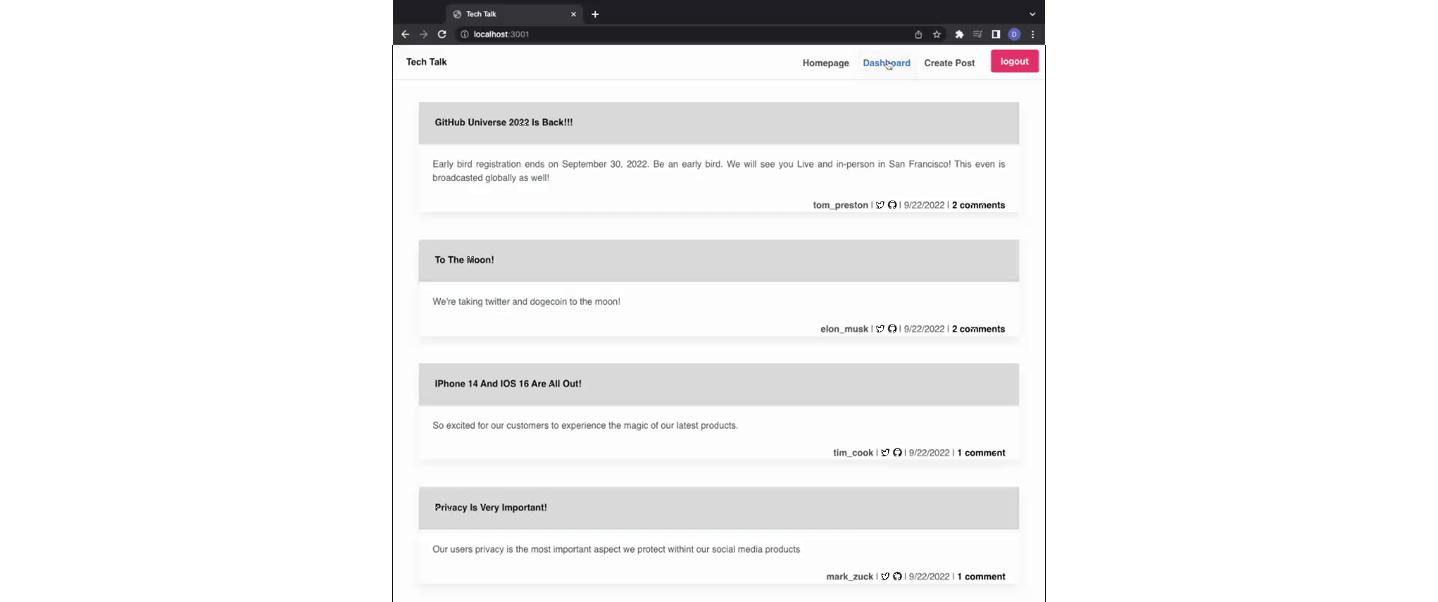 Tech Talk
localhost:3001
D
Tech Talk
Homepage Dashboard Create Post logout
GitHub Universe 2022 Is Back!!!
Early bird registration ends on September 30, 2022. Be an early bird. We will see you Live and in-person in San Francisco! This even is
broadcasted globally as well!
tom_preston | | 9/22/2022 | 2 comments
To The Moon!
We're taking twitter and dogecoin to the moon!
elon_musk | | 9/22/2022 | 2 comments
IPhone 14 And IOS 16 Are All Out!
So excited for our customers to experience the magic of our latest products.
tim_cook | | 9/22/2022 | 1 comment
Privacy Is Very Important!
Our users privacy is the most important aspect we protect withint our social media products
mark_zuck | | 9/22/2022 | 1 comment